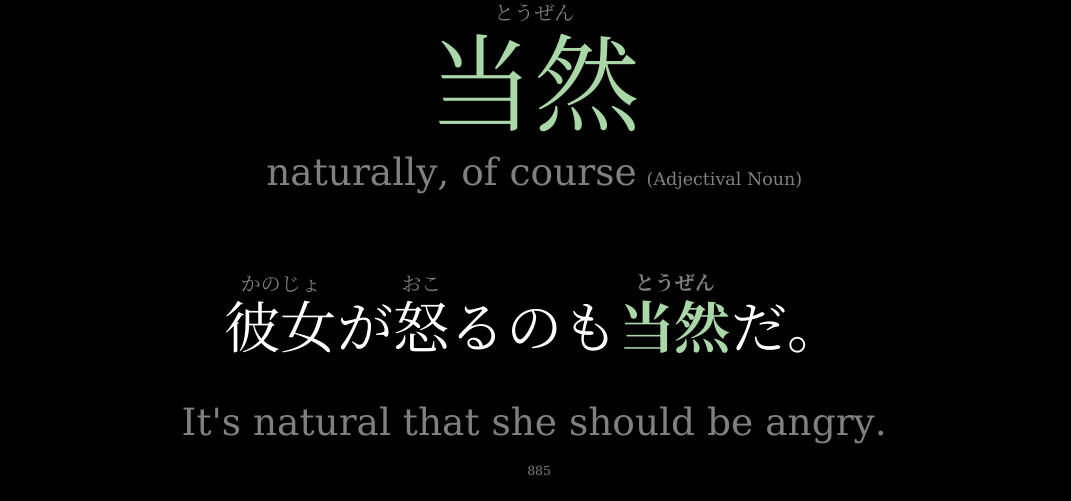 とうぜん
当然
naturally, of course (Adjectival Noun)
かのじょ おこ とうぜん
彼女が怒るのも当然だ。
It's natural that she should be angry.
885